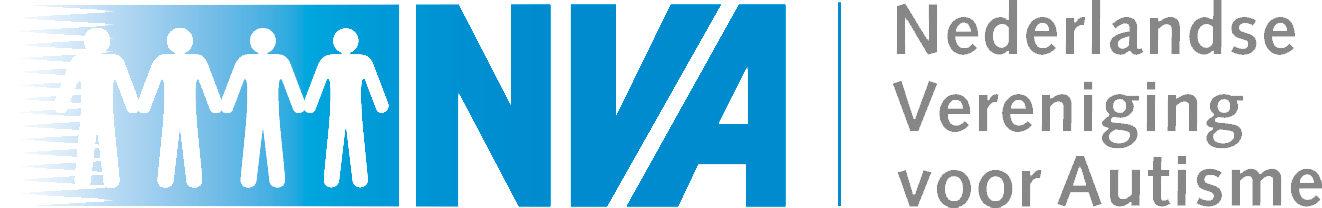 NVA
Nederlandse
Vereniging
voor Autisme